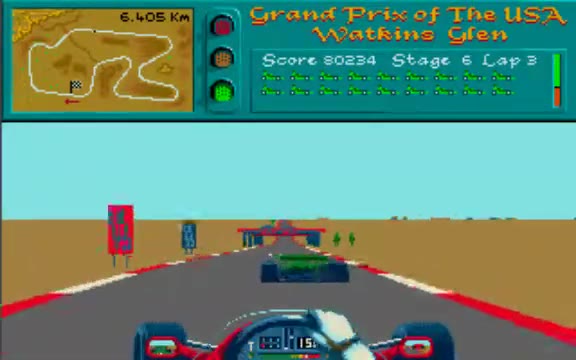 6.405 Km
Grand Prix of The USA
Watkins Glen
Score 80234 Stage 6 Lap 3